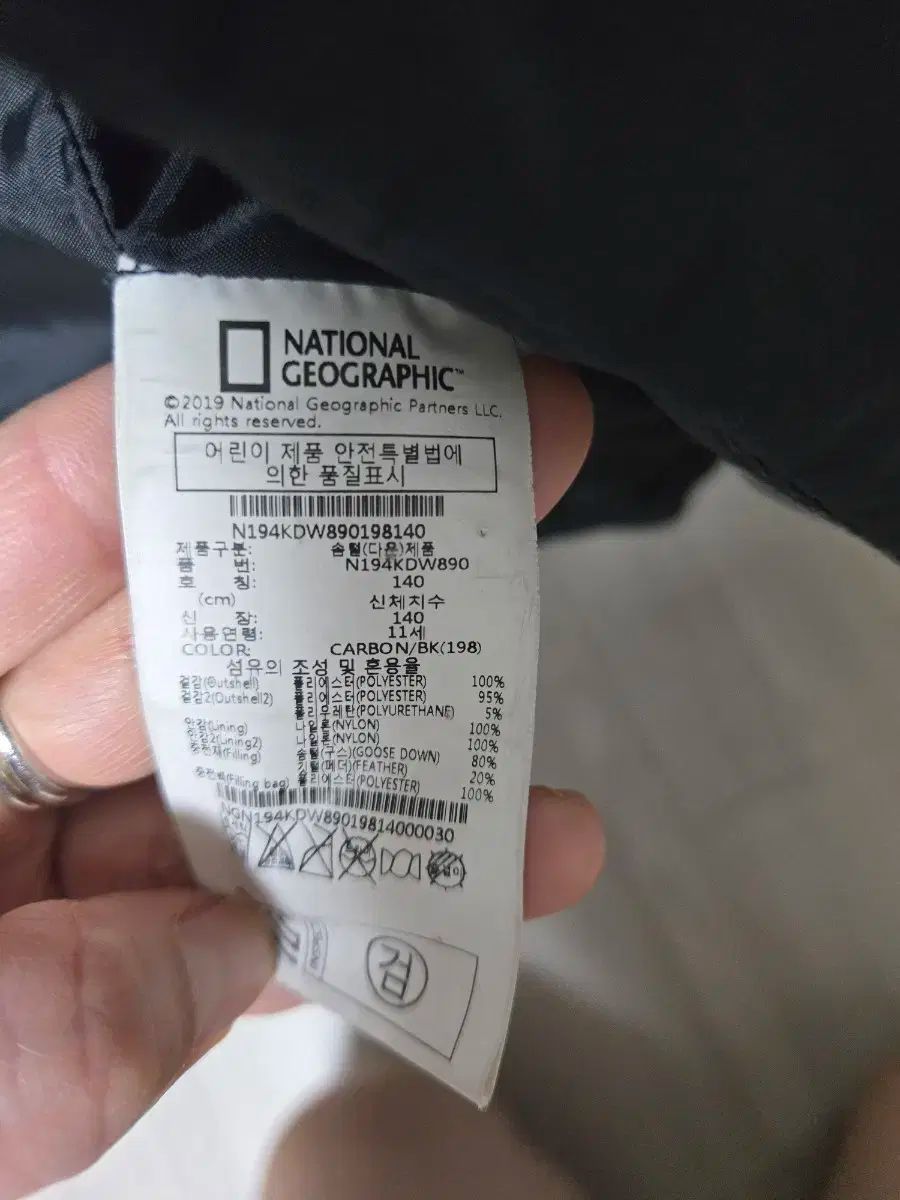 NATIONAL
GEOGRAPHIC™
©2019 National Geographic Partners LLC.
All rights reserved.
어린이 제품 안전특별법에
의한 품질표시
N194KDW890198140
제품구분: 솜털(다운)제품
품 번: N194KDW890
호 칭: 140
(cm) 신체치수
신 장: 140
사용연령: 11세
COLOR: CARBON/BK(198)
섬유의 조성 및 혼용율
겉감(Outshell) 폴리에스터(POLYESTER) 100%
겉감2(Outshell2) 폴리에스터(POLYESTER) 95%
폴리우레탄(POLYURETHANE) 5%
안감(Lining) 나일론(NYLON) 100%
안감2(Lining2) 나일론(NYLON) 100%
충전재(Filling) 솜털(구스)(GOOSE DOWN) 80%
깃털(페더)(FEATHER) 20%
충전백(Filling bag) 폴리에스터(POLYESTER) 100%
NGN194KDW89019814000030
검